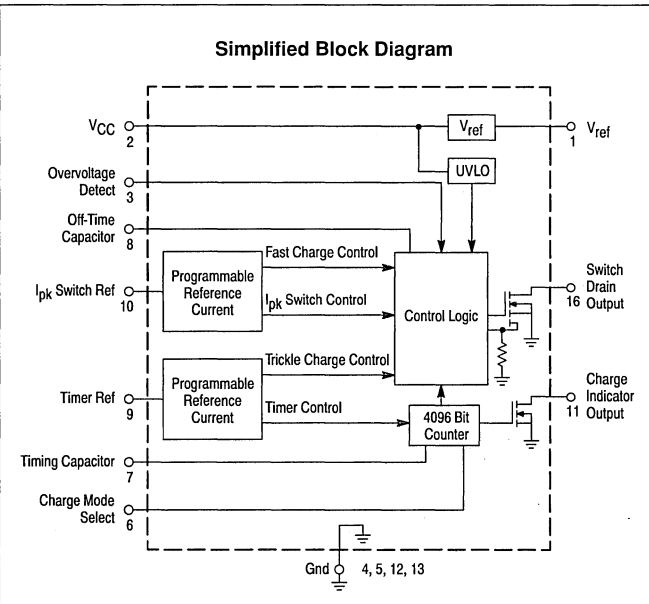 Simplified Block Diagram
VCC
2
Vref
Vref
1
UVLO
Overvoltage
Detect
3
Off-Time
Capacitor
8
Fast Charge Control
Programmable
Reference
Current
Ipk Switch Ref
10
Ipk Switch Control
Control Logic
Switch
Drain
16 Output
Trickle Charge Control
Programmable
Reference
Current
Timer Ref
9
Timer Control
4096 Bit
Counter
Charge
Indicator
11 Output
Timing Capacitor
7
Charge Mode
Select
6
Gnd 4, 5, 12, 13